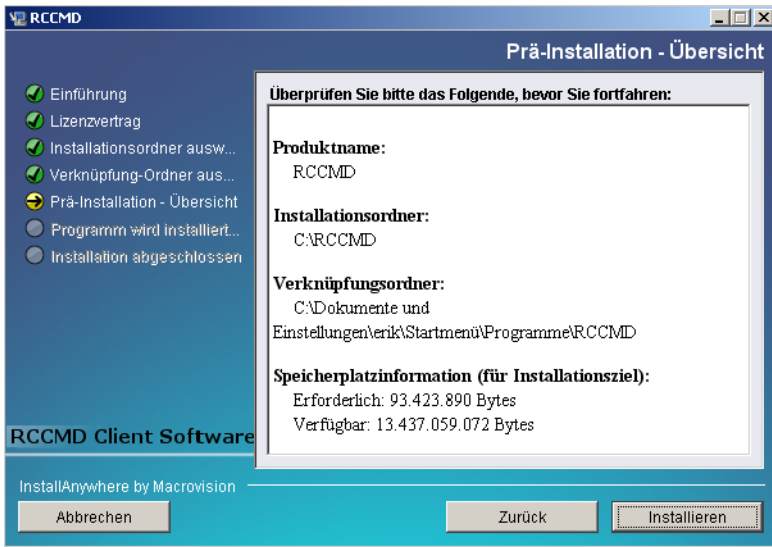 RCCMD
Prä-Installation - Übersicht
Einführung
Lizenzvertrag
Installationsordner ausw...
Verknüpfung-Ordner aus...
Prä-Installation - Übersicht
Programm wird installiert...
Installation abgeschlossen
Überprüfen Sie bitte das Folgende, bevor Sie fortfahren:
Produktname:
RCCMD
Installationsordner:
C:\RCCMD
Verknüpfungsordner:
C:\Dokumente und
Einstellungen\erik\Startmenü\Programme\RCCMD
Speicherplatzinformation (für Installationsziel):
Erforderlich: 93.423.890 Bytes
Verfügbar: 13.437.059.072 Bytes
RCCMD Client Software
InstallAnywhere by Macrovision
Abbrechen
Zurück
Installieren